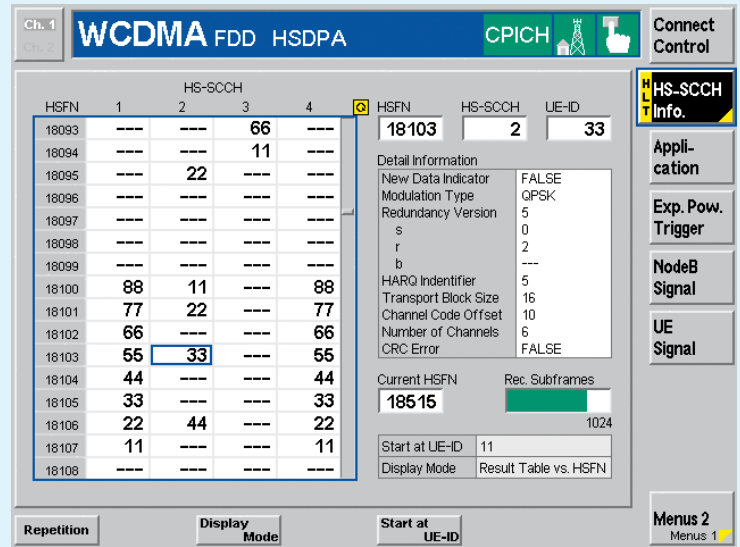 Ch. 1
Ch. 2
WCDMA FDD HSDPA
CPICH
Connect Control
HS-SCCH
HSFN 1 2 3 4
18093 --- --- 66 ---
18094 --- --- 11 ---
18095 --- 22 --- ---
18096 --- --- --- ---
18097 --- --- --- ---
18098 --- --- --- ---
18099 --- --- --- ---
18100 88 11 --- 88
18101 77 22 --- 77
18102 66 --- --- 66
18103 55 33 --- 55
18104 44 --- --- 44
18105 33 --- --- 33
18106 22 44 --- 22
18107 11 --- --- 11
18108 --- --- --- ---
Q
HSFN HS-SCCH UE-ID
18103 2 33
Detail Information
New Data Indicator FALSE
Modulation Type QPSK
Redundancy Version 5
s 0
r 2
b ---
HARQ Indentifier 5
Transport Block Size 16
Channel Code Offset 10
Number of Channels 6
CRC Error FALSE
Current HSFN Rec. Subframes
18515
1024
Start at UE-ID 11
Display Mode Result Table vs. HSFN
HLT
HS-SCCH
Info.
Appli-
cation
Exp. Pow.
Trigger
NodeB
Signal
UE
Signal
Repetition
Display
Mode
Start at
UE-ID
Menus 2
Menus 1